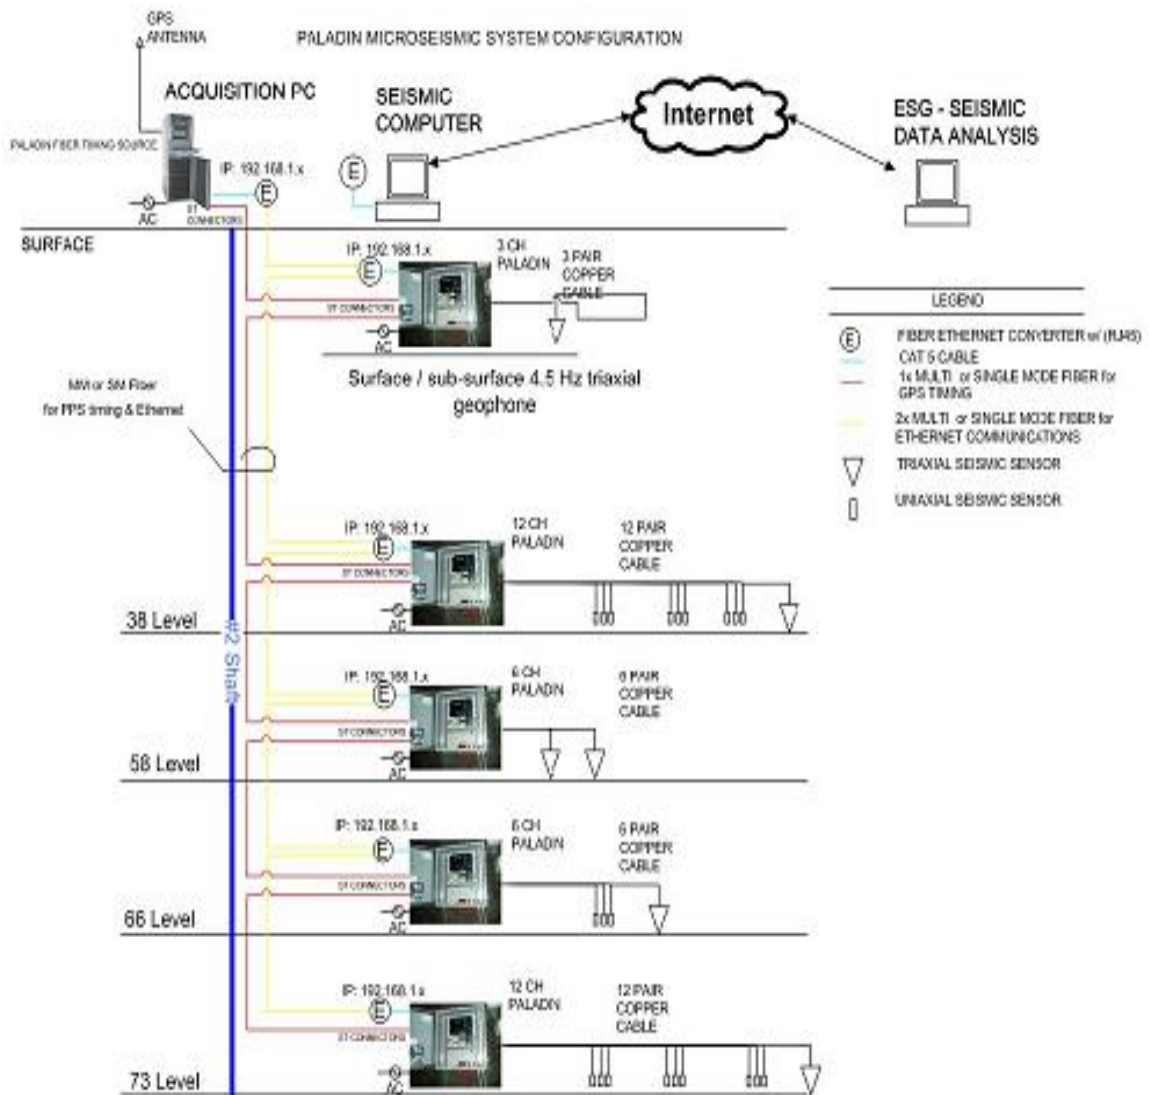 GPS
ANTENNA
PALADIN MICROSEISMIC SYSTEM CONFIGURATION
ACQUISITION PC
SEISMIC
COMPUTER
Internet
ESG - SEISMIC
DATA ANALYSIS
PALADIN FIBER TIMING SOURCE
IP: 192.168.1.x
E
E
AC
ST
CONNECTORS
SURFACE
IP: 192.168.1.x
E
3 CH
PALADIN
3 PAIR
COPPER
CABLE
ST CONNECTORS
AC
Surface / sub-surface 4.5 Hz triaxial
geophone
LEGEND
E
FIBER ETHERNET CONVERTER w/ (RJ45)
CAT 5 CABLE
1x MULTI or SINGLE MODE FIBER for
GPS TIMING
2x MULTI or SINGLE MODE FIBER for
ETHERNET COMMUNICATIONS
TRIAXIAL SEISMIC SENSOR
UNIAXIAL SEISMIC SENSOR
MM or SM Fiber
for PPS timing & Ethernet
IP: 192.168.1.x
E
12 CH
PALADIN
12 PAIR
COPPER
CABLE
ST CONNECTORS
AC
38 Level
#2 Shaft
IP: 192.168.1.x
E
6 CH
PALADIN
6 PAIR
COPPER
CABLE
ST CONNECTORS
AC
58 Level
IP: 192.168.1.x
E
6 CH
PALADIN
6 PAIR
COPPER
CABLE
ST CONNECTORS
AC
66 Level
IP: 192.168.1.x
E
12 CH
PALADIN
12 PAIR
COPPER
CABLE
ST CONNECTORS
AC
73 Level